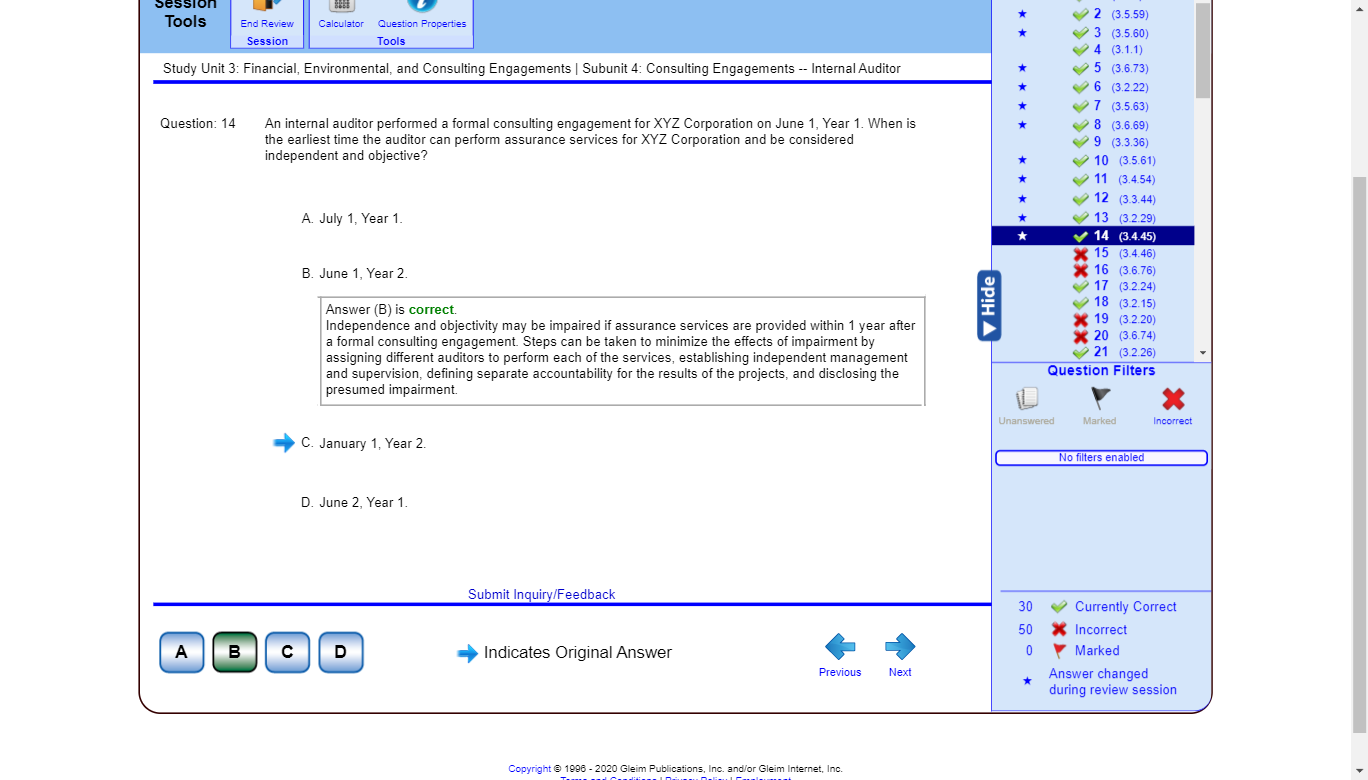 Session
Tools
End Review
Session
Calculator
Question Properties
Tools
Study Unit 3: Financial, Environmental, and Consulting Engagements | Subunit 4: Consulting Engagements -- Internal Auditor
Question: 14
An internal auditor performed a formal consulting engagement for XYZ Corporation on June 1, Year 1. When is
the earliest time the auditor can perform assurance services for XYZ Corporation and be considered
independent and objective?
A. July 1, Year 1.
B. June 1, Year 2.
Answer (B) is correct.
Independence and objectivity may be impaired if assurance services are provided within 1 year after
a formal consulting engagement. Steps can be taken to minimize the effects of impairment by
assigning different auditors to perform each of the services, establishing independent management
and supervision, defining separate accountability for the results of the projects, and disclosing the
presumed impairment.
C. January 1, Year 2.
D. June 2, Year 1.
Submit Inquiry/Feedback
A
B
C
D
Indicates Original Answer
Previous
Next
2 (3.5.59)
3 (3.5.60)
4 (3.1.1)
5 (3.6.73)
6 (3.2.22)
7 (3.5.63)
8 (3.6.69)
9 (3.3.36)
10 (3.5.61)
11 (3.4.54)
12 (3.3.44)
13 (3.2.29)
14 (3.4.45)
15 (3.4.46)
16 (3.6.76)
17 (3.2.24)
18 (3.2.15)
19 (3.2.20)
20 (3.6.74)
21 (3.2.26)
Hide
Question Filters
Unanswered
Marked
Incorrect
No filters enabled
30 Currently Correct
50 Incorrect
0 Marked
Answer changed
during review session
Copyright © 1996 - 2020 Gleim Publications, Inc. and/or Gleim Internet, Inc.
Terms and Conditions | Privacy Policy | Employment